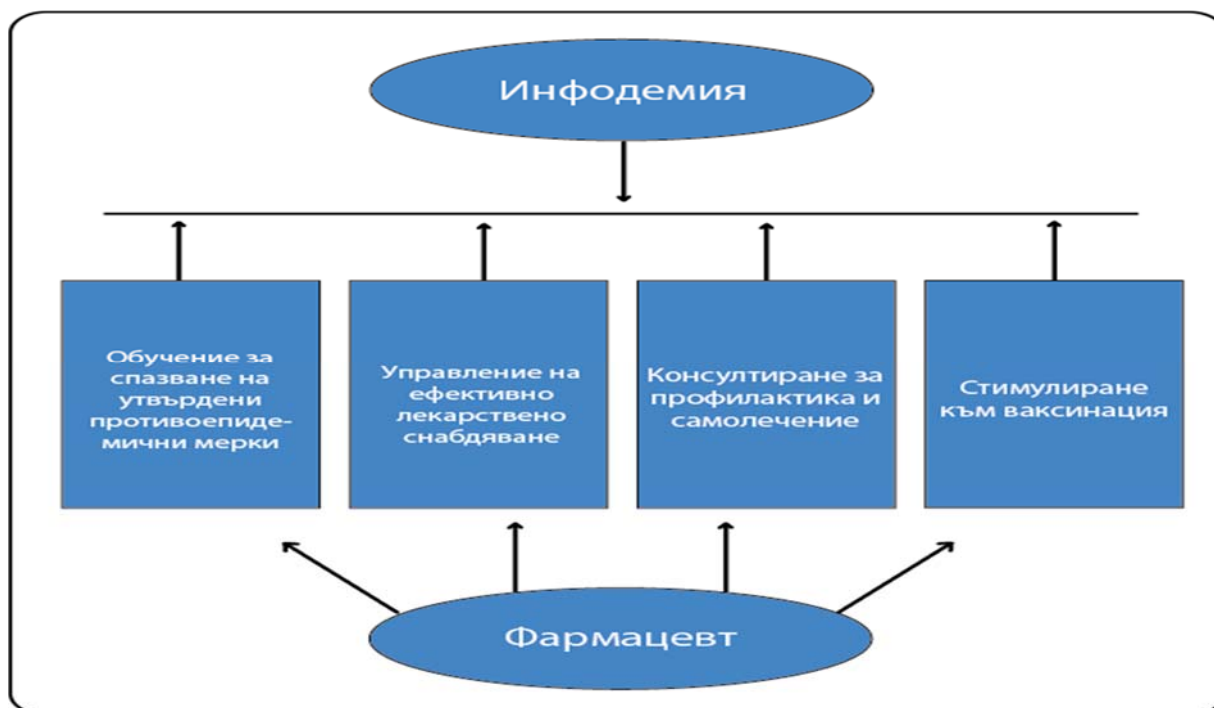 Инфодемия
Обучение за
спазване на
утвърдени
противоепиде-
мични мерки
Управление на
ефективно
лекарствено
снабдяване
Консултиране за
профилактика и
самолечение
Стимулиране
към ваксинация
Фармацевт